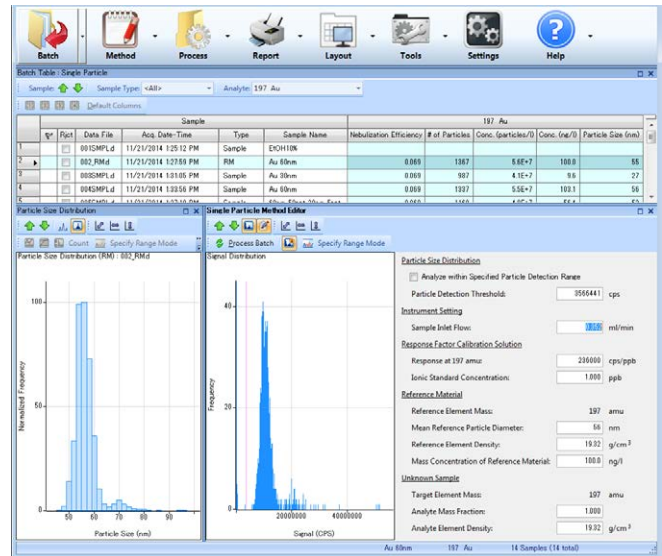 Batch Method Process Report Layout Tools Settings Help
Batch Table : Single Particle
Sample: Sample Type: <All> Analyte: 197 Au
Default Columns
Sample 197 Au
Rjct Data File Acq. Date-Time Type Sample Name Nebulization Efficiency # of Particles Conc. (particles/l) Conc. (ng/l) Particle Size (nm)
1 001SMPL.d 11/21/2014 1:25:12 PM Sample EtOH10%
2 002_RM.d 11/21/2014 1:27:59 PM RM Au 60nm 0.069 1367 5.6E+7 100.0 55
3 003SMPL.d 11/21/2014 1:31:05 PM Sample Au 30nm 0.069 987 4.1E+7 9.6 27
4 004SMPL.d 11/21/2014 1:33:56 PM Sample Au 60nm 0.069 1337 5.5E+7 103.1 56
Particle Size Distribution
Count Specify Range Mode
Particle Size Distribution (RM) : 002_RM.d
Normalized Frequency
100
50
0
50 60 70 80 90
Particle Size (nm)
Single Particle Method Editor
Process Batch Specify Range Mode
Signal Distribution
Frequency
40
20
0
20000000 40000000
Signal (CPS)
Particle Size Distribution
Analyze within Specified Particle Detection Range
Particle Detection Threshold: 3566441 cps
Instrument Setting
Sample Inlet Flow: ml/min
Response Factor Calibration Solution
Response at 197 amu: 236000 cps/ppb
Ionic Standard Concentration: 1.000 ppb
Reference Material
Reference Element Mass: 197 amu
Mean Reference Particle Diameter: 56 nm
Reference Element Density: 19.32 g/cm³
Mass Concentration of Reference Material: 100.0 ng/l
Unknown Sample
Target Element Mass: 197 amu
Analyte Mass Fraction: 1.000
Analyte Element Density: 19.32 g/cm³
Au 60nm 197 Au 14 Samples (14 total)